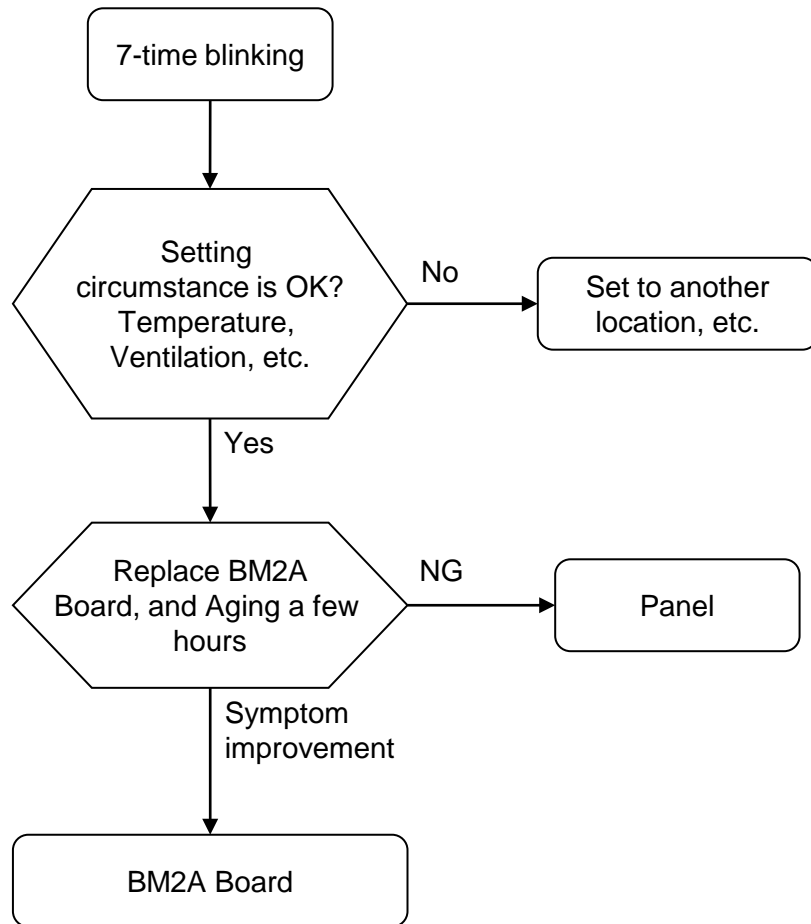 7-time blinking
Setting
circumstance is OK?
Temperature,
Ventilation, etc.
No
Set to another
location, etc.
Yes
Replace BM2A
Board, and Aging a few
hours
NG
Panel
Symptom
improvement
BM2A Board